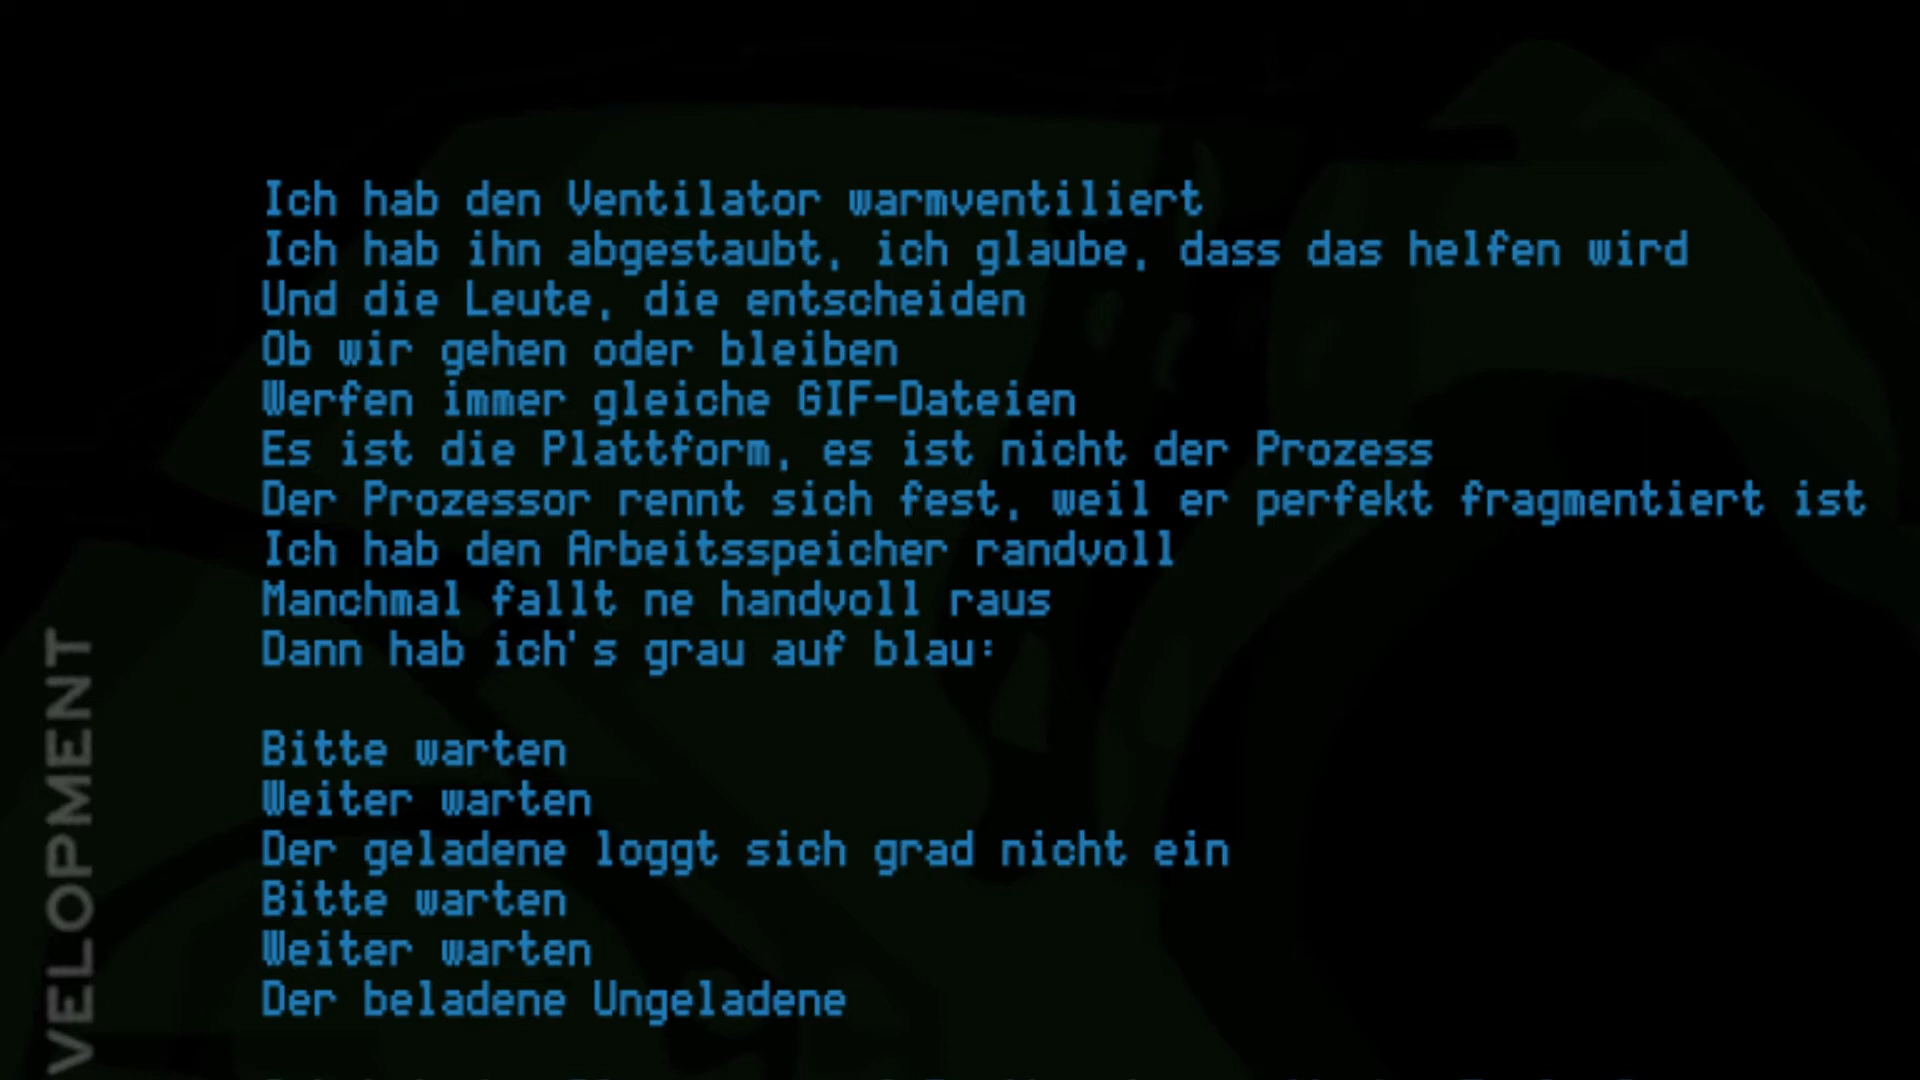 Ich hab den Ventilator warmventiliert
Ich hab ihn abgestaubt, ich glaube, dass das helfen wird
Und die Leute, die entscheiden
Ob wir gehen oder bleiben
Werfen immer gleiche GIF-Dateien
Es ist die Plattform, es ist nicht der Prozess
Der Prozessor rennt sich fest, weil er perfekt fragmentiert ist
Ich hab den Arbeitsspeicher randvoll
Manchmal fallt ne handvoll raus
Dann hab ich's grau auf blau:
Bitte warten
Weiter warten
Der geladene loggt sich grad nicht ein
Bitte warten
Weiter warten
Der beladene Ungeladene
VELOPMENT